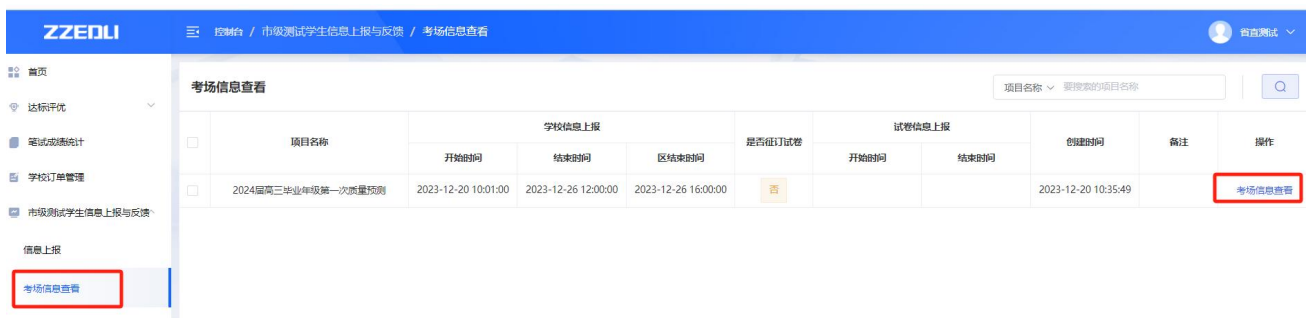 ZZEDU
控制台 / 市级测试学生信息上报与反馈 / 考场信息查看
省直测试
首页
达标评优
笔试成绩统计
学校订单管理
市级测试学生信息上报与反馈
信息上报
考场信息查看
考场信息查看
项目名称 要搜索的项目名称
项目名称 学校信息上报 是否征订试卷 试卷信息上报 创建时间 备注 操作
开始时间 结束时间 区结束时间 开始时间 结束时间
2024届高三毕业年级第一次质量预测 2023-12-20 10:01:00 2023-12-26 12:00:00 2023-12-26 16:00:00 否 2023-12-20 10:35:49 考场信息查看